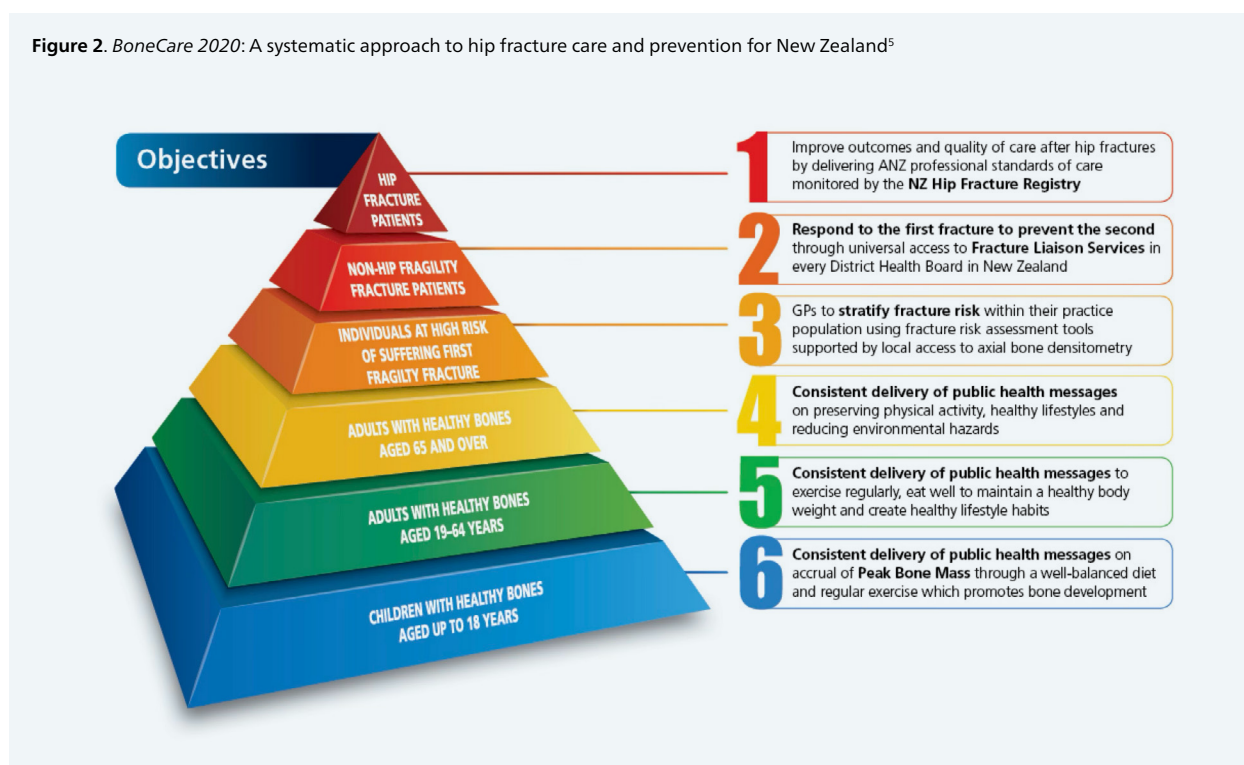 Figure 2. BoneCare 2020: A systematic approach to hip fracture care and prevention for New Zealand5
Objectives
HIP
FRACTURE
PATIENTS
1
Improve outcomes and quality of care after hip fractures
by delivering ANZ professional standards of care
monitored by the NZ Hip Fracture Registry
NON-HIP FRAGILITY
FRACTURE PATIENTS
2
Respond to the first fracture to prevent the second
through universal access to Fracture Liaison Services in
every District Health Board in New Zealand
INDIVIDUALS AT HIGH RISK
OF SUFFERING FIRST
FRAGILTY FRACTURE
3
GPs to stratify fracture risk within their practice
population using fracture risk assessment tools
supported by local access to axial bone densitometry
ADULTS WITH HEALTHY BONES
AGED 65 AND OVER
4
Consistent delivery of public health messages
on preserving physical activity, healthy lifestyles and
reducing environmental hazards
ADULTS WITH HEALTHY BONES
AGED 19–64 YEARS
5
Consistent delivery of public health messages to
exercise regularly, eat well to maintain a healthy body
weight and create healthy lifestyle habits
CHILDREN WITH HEALTHY BONES
AGED UP TO 18 YEARS
6
Consistent delivery of public health messages on
accrual of Peak Bone Mass through a well-balanced diet
and regular exercise which promotes bone development